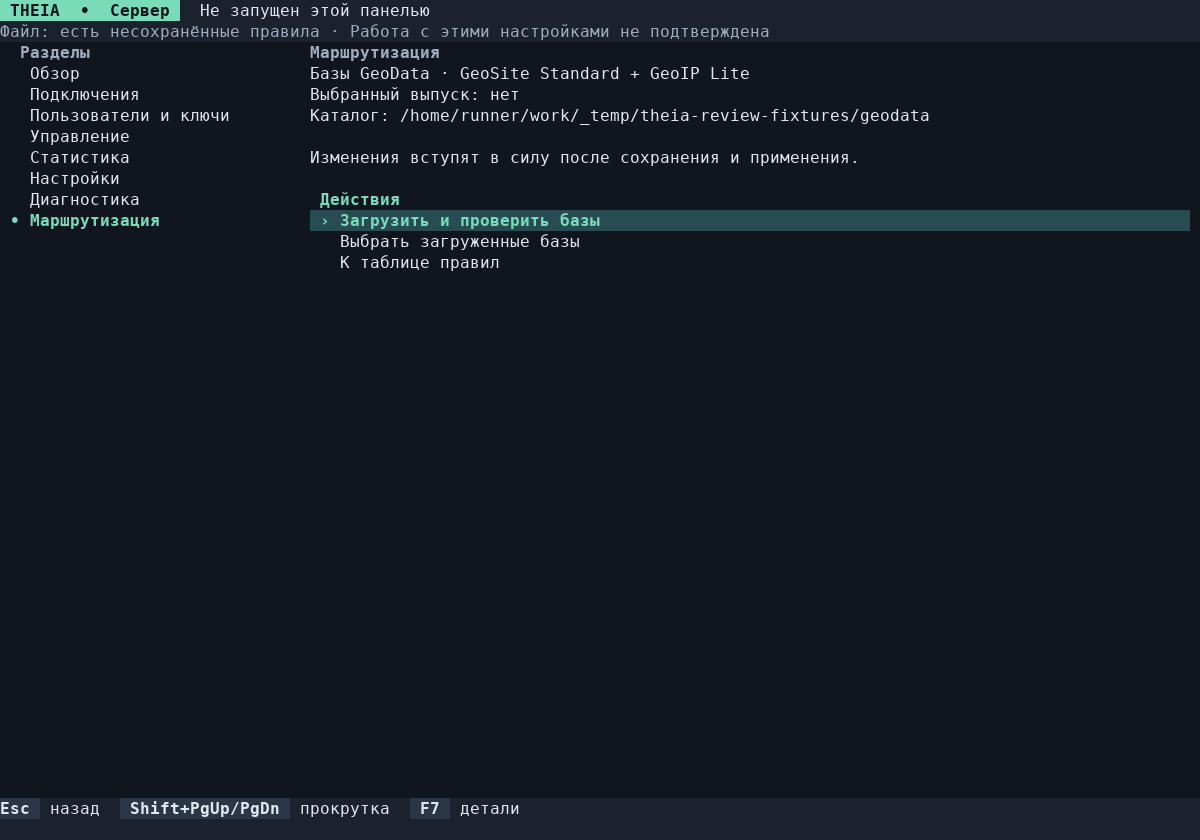 THEIA • Сервер Не запущен этой панелью
Файл: есть несохранённые правила · Работа с этими настройками не подтверждена
Разделы
Обзор
Подключения
Пользователи и ключи
Управление
Статистика
Настройки
Диагностика
• Маршрутизация
Маршрутизация
Базы GeoData · GeoSite Standard + GeoIP Lite
Выбранный выпуск: нет
Каталог: /home/runner/work/_temp/theia-review-fixtures/geodata
Изменения вступят в силу после сохранения и применения.
Действия
› Загрузить и проверить базы
Выбрать загруженные базы
К таблице правил
Esc назад Shift+PgUp/PgDn прокрутка F7 детали